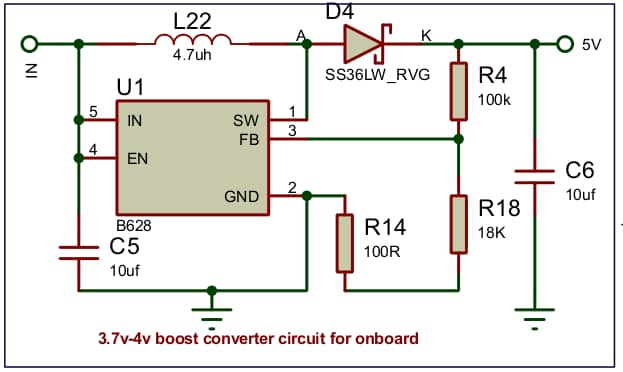 D4
L22
A
K
5V
4.7uh
IN
SS36LW_RVG
R4
100k
U1
5
IN
SW
1
FB
3
4
EN
C6
10uf
GND
2
R18
18K
R14
100R
B628
C5
10uf
3.7v-4v boost converter circuit for onboard